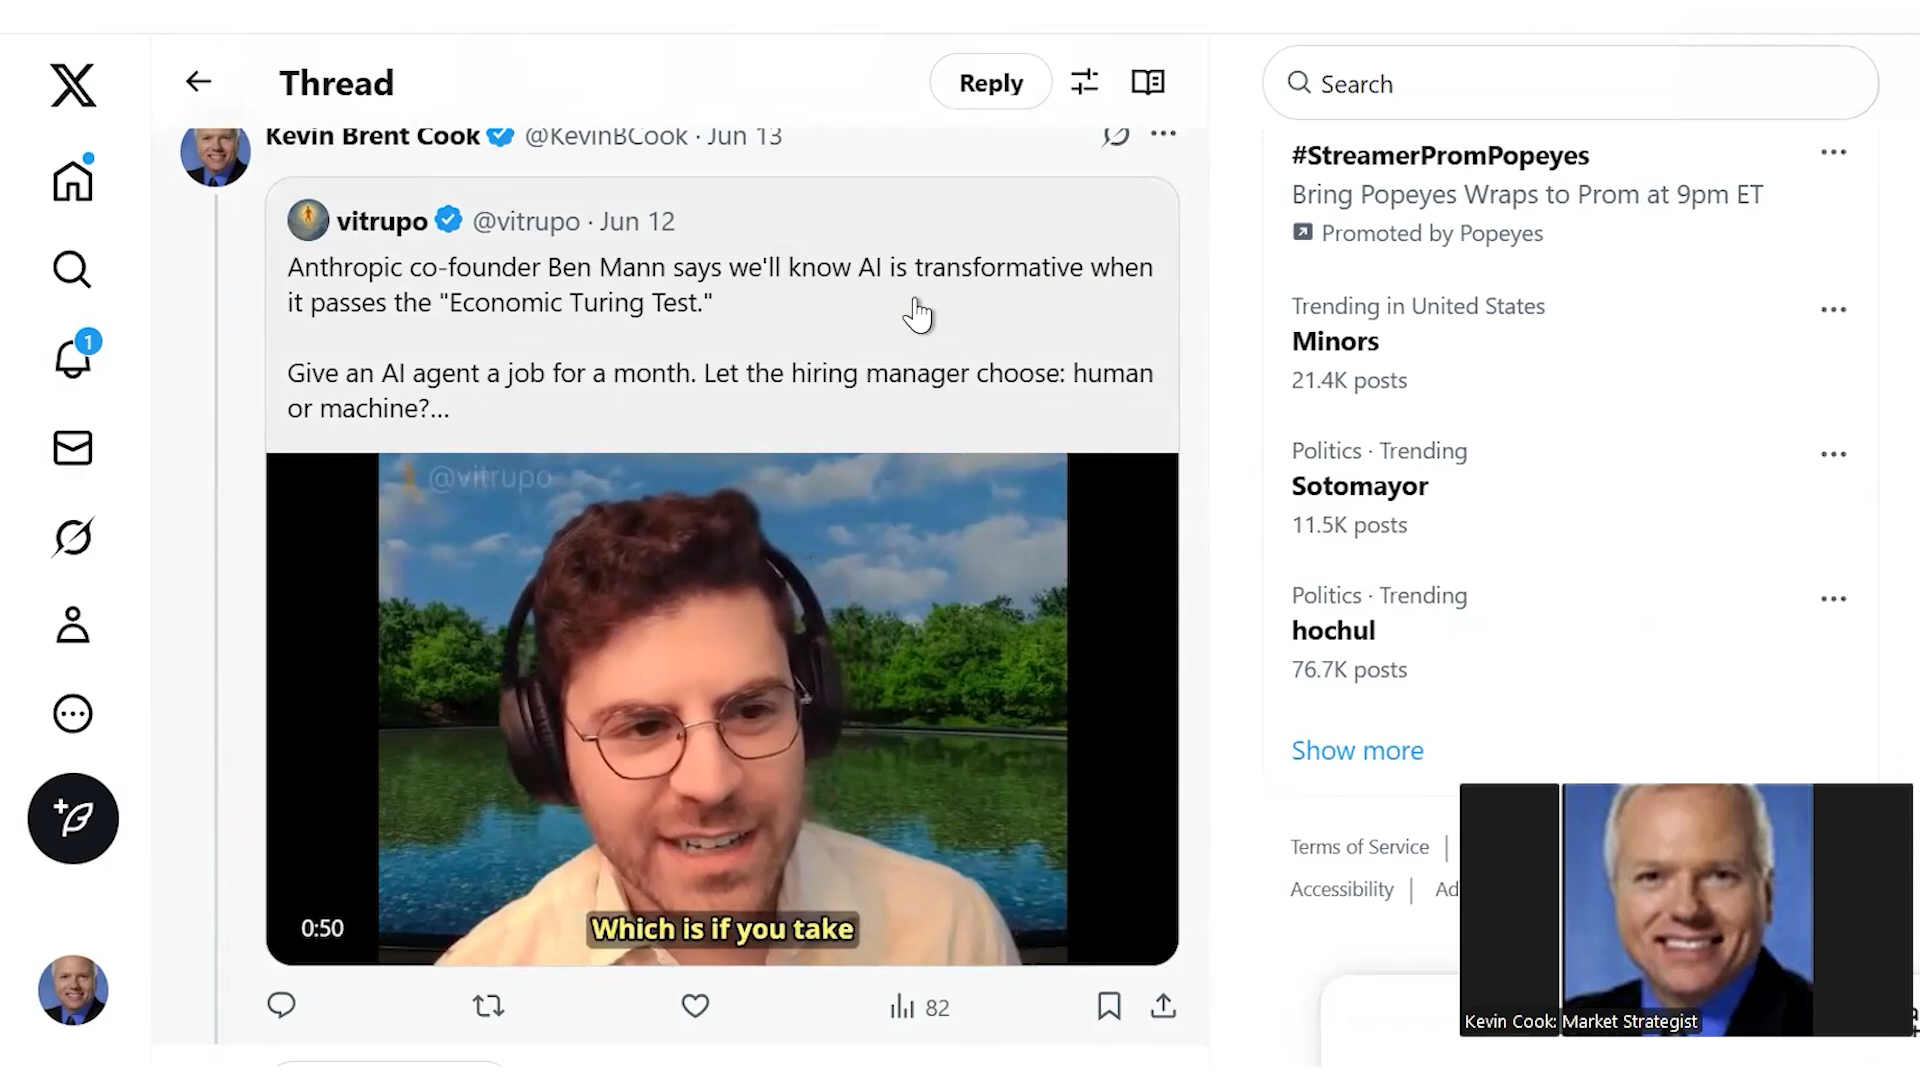 Thread
Reply
Search
Kevin Brent Cook @KevinBCook · Jun 13
vitrupo @vitrupo · Jun 12
Anthropic co-founder Ben Mann says we'll know AI is transformative when
it passes the "Economic Turing Test."
Give an AI agent a job for a month. Let the hiring manager choose: human
or machine?...
@vitrupo
Which is if you take
0:50
82
1
#StreamerPromPopeyes
Bring Popeyes Wraps to Prom at 9pm ET
Promoted by Popeyes
Trending in United States
Minors
21.4K posts
Politics · Trending
Sotomayor
11.5K posts
Politics · Trending
hochul
76.7K posts
Show more
Terms of Service |
Accessibility | Ad
Kevin Cook: Market Strategist